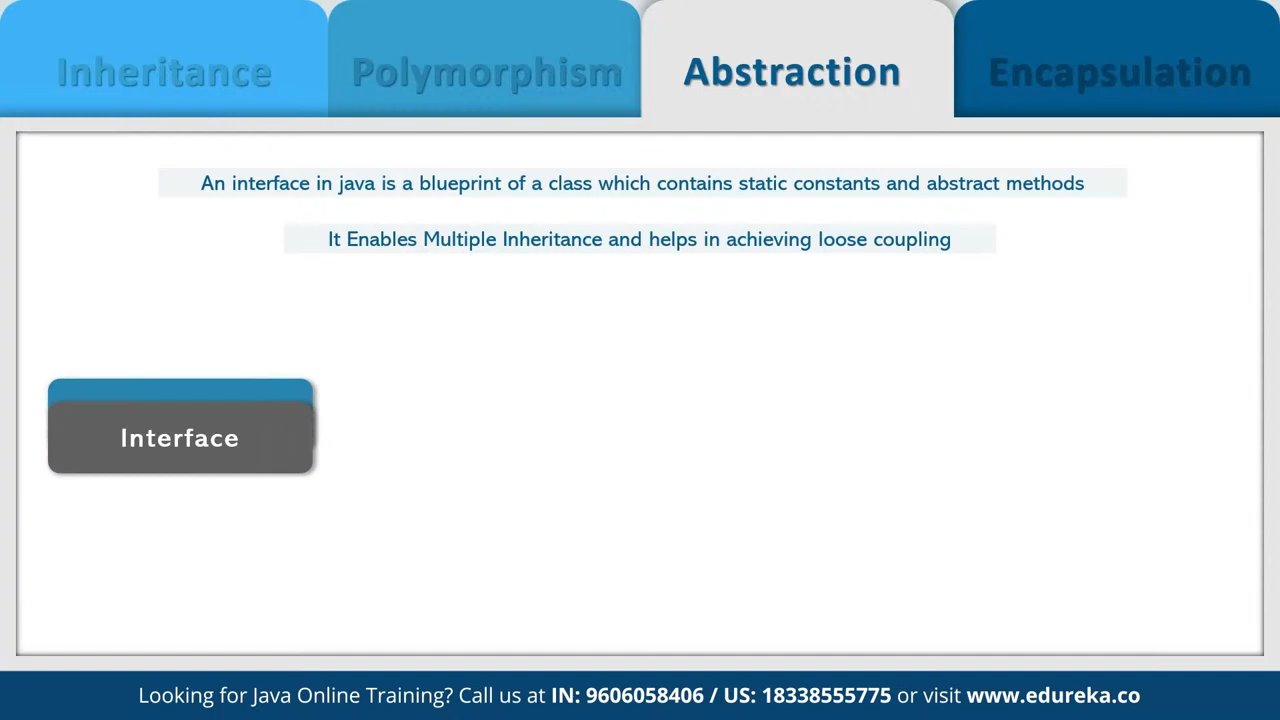 Inheritance
Polymorphism
Abstraction
Encapsulation
An interface in java is a blueprint of a class which contains static constants and abstract methods
It Enables Multiple Inheritance and helps in achieving loose coupling
Interface
Looking for Java Online Training? Call us at IN: 9606058406 / US: 18338555775 or visit www.edureka.co